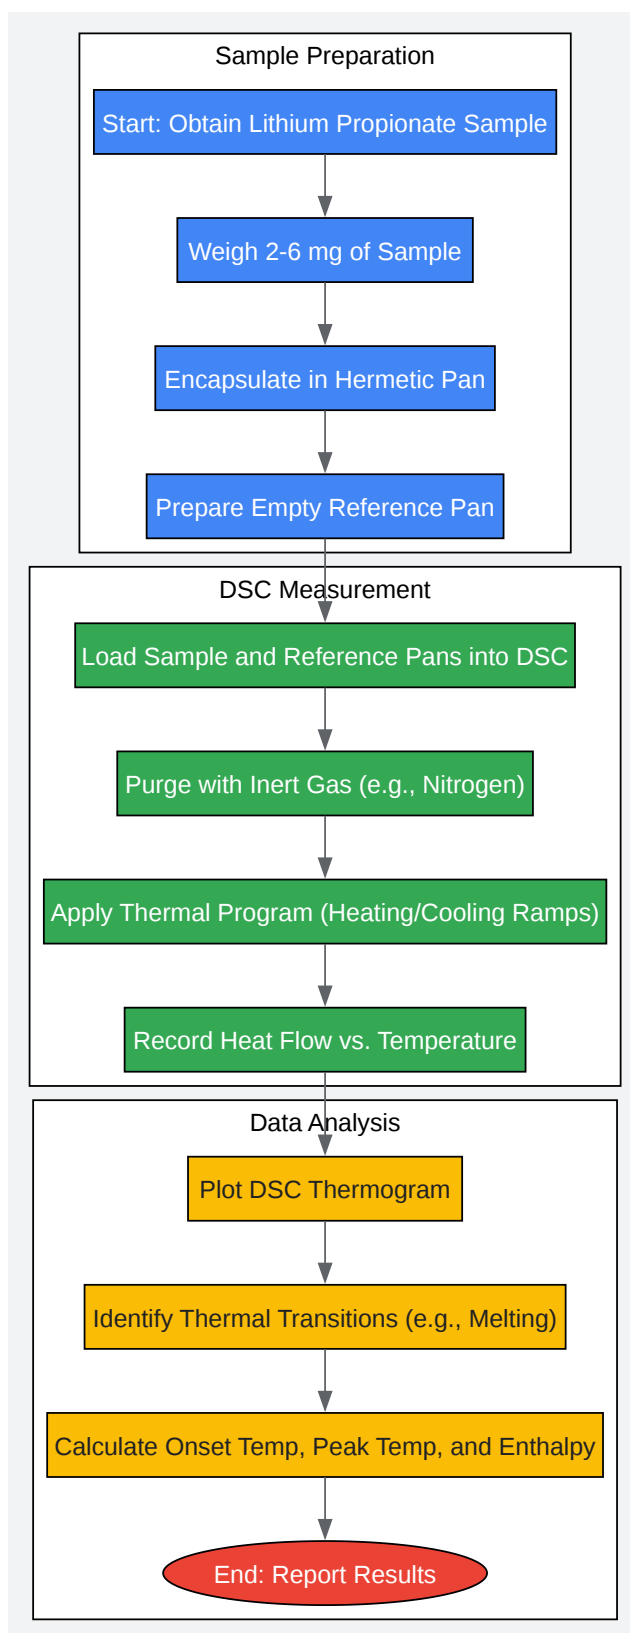 Sample Preparation
Start: Obtain Lithium Propionate Sample
Weigh 2-6 mg of Sample
Encapsulate in Hermetic Pan
Prepare Empty Reference Pan
DSC Measurement
Load Sample and Reference Pans into DSC
Purge with Inert Gas (e.g., Nitrogen)
Apply Thermal Program (Heating/Cooling Ramps)
Record Heat Flow vs. Temperature
Data Analysis
Plot DSC Thermogram
Identify Thermal Transitions (e.g., Melting)
Calculate Onset Temp, Peak Temp, and Enthalpy
End: Report Results